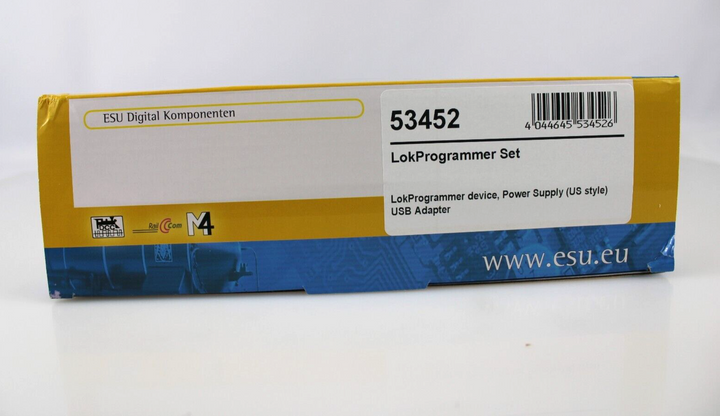 ESU Digital Komponenten
53452
4 044645 534526
LokProgrammer Set
LokProgrammer device, Power Supply (US style)
USB Adapter
RailCom
M4
www.esu.eu